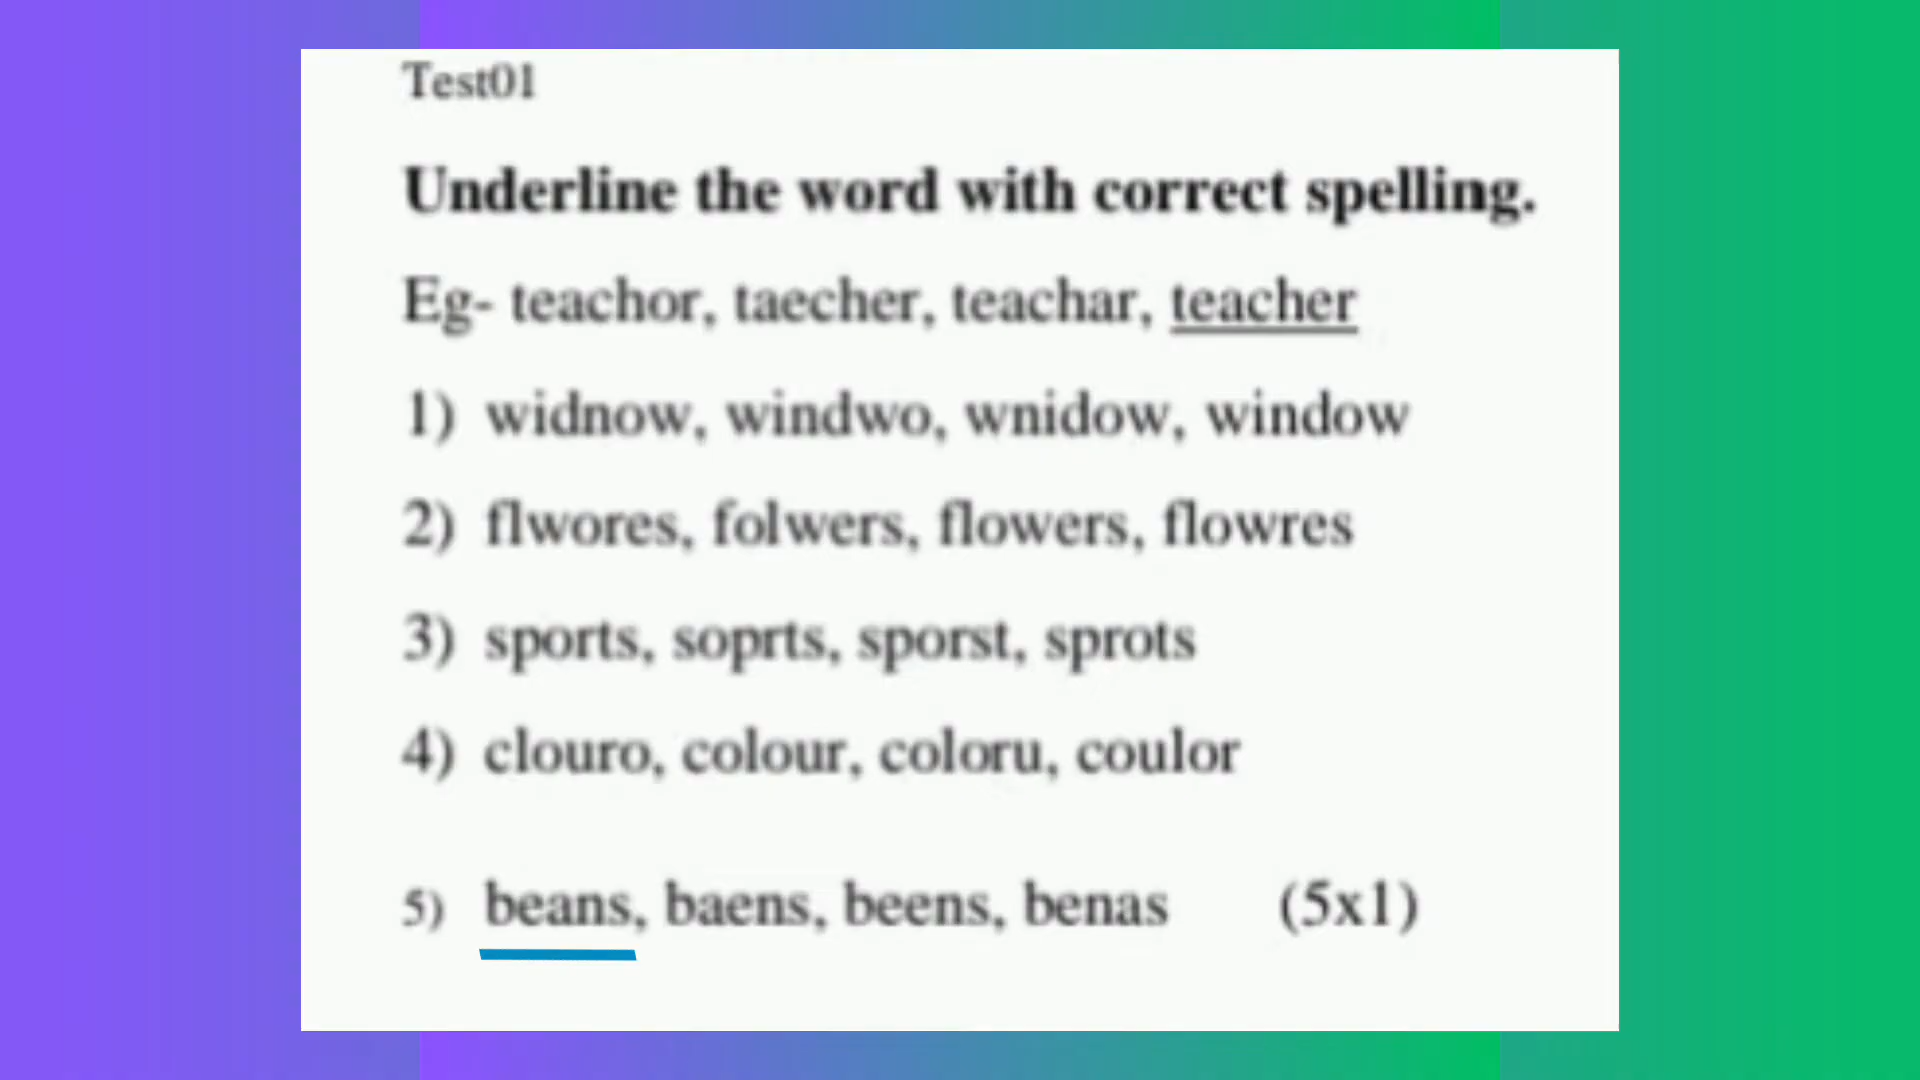 Test01
Underline the word with correct spelling.
Eg- teachor, taecher, teachar, teacher
1) widnow, windwo, wnidow, window
2) flwores, folwers, flowers, flowres
3) sports, soprts, sporst, sprots
4) clouro, colour, coloru, coulor
5) beans, baens, beens, benas (5x1)